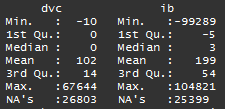 dvc ib
Min. : -10 Min. :-99289
1st Qu.: 0 1st Qu.: -5
Median : 0 Median : 3
Mean : 102 Mean : 199
3rd Qu.: 14 3rd Qu.: 54
Max. :67644 Max. :104821
NA's :26803 NA's :25399